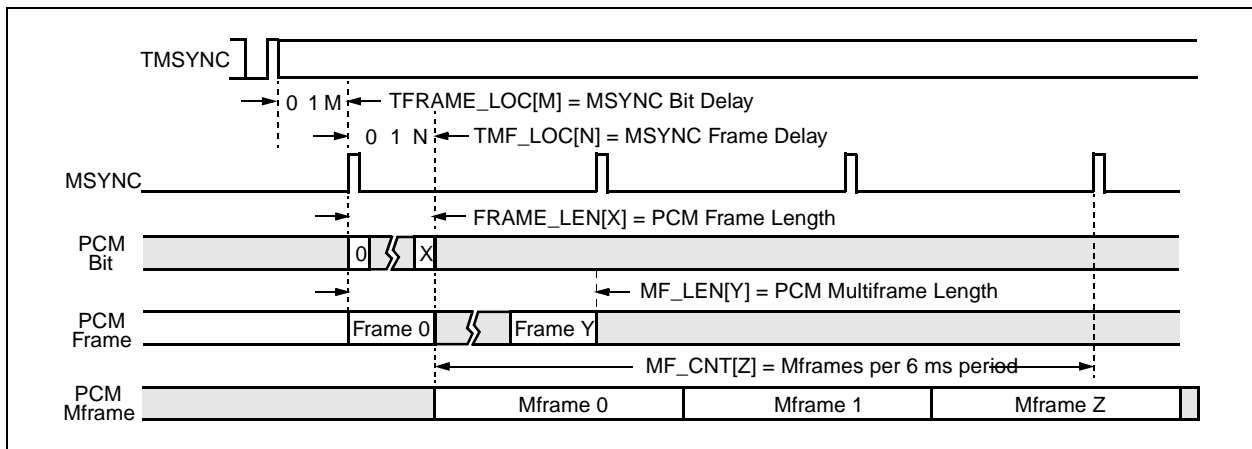 TMSYNC
0 1 M TFRAME_LOC[M] = MSYNC Bit Delay
0 1 N TMF_LOC[N] = MSYNC Frame Delay
MSYNC
FRAME_LEN[X] = PCM Frame Length
PCM
Bit
0 X
MF_LEN[Y] = PCM Multiframe Length
PCM
Frame
Frame 0 Frame Y
MF_CNT[Z] = Mframes per 6 ms period
PCM
Mframe
Mframe 0 Mframe 1 Mframe Z